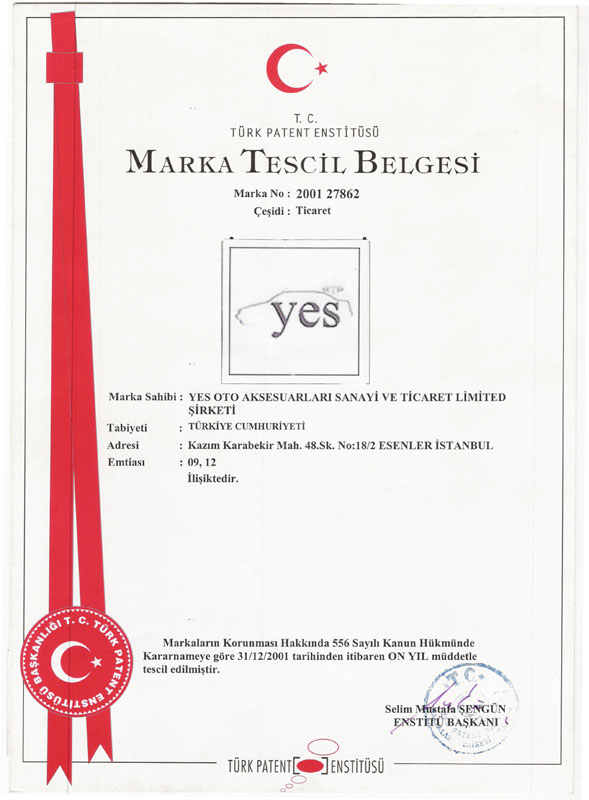 T. C.
TÜRK PATENT ENSTİTÜSÜ
MARKA TESCİL BELGESİ
Marka No : 2001 27862
Çeşidi : Ticaret
yes
Marka Sahibi : YES OTO AKSESUARLARI SANAYİ VE TİCARET LIMITED
ŞİRKETİ
Tabiyeti : TÜRKİYE CUMHURİYETİ
Adresi : Kazım Karabekir Mah. 48.Sk. No:18/2 ESENLER İSTANBUL
Emtiası : 09, 12
İlişiktedir.
T. C. TÜRK PATENT ENSTİTÜSÜ BAŞKANLIĞI
Markaların Korunması Hakkında 556 Sayılı Kanun Hükmünde
Kararnameye göre 31/12/2001 tarihinden itibaren ON YIL müddetle
tescil edilmiştir.
T C
Selim Mustafa ŞENGÜN
ENSTİTÜ BAŞKANI
TÜRK PATENT ENSTİTÜSÜ